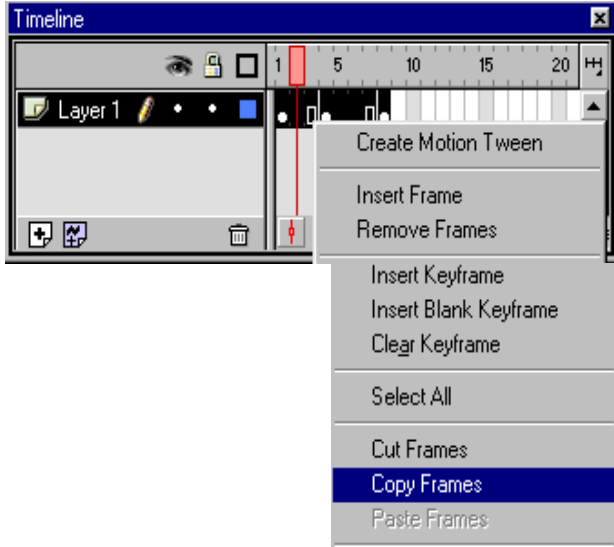 Timeline
1 5 10 15 20
Layer 1
Create Motion Tween
Insert Frame
Remove Frames
Insert Keyframe
Insert Blank Keyframe
Clear Keyframe
Select All
Cut Frames
Copy Frames
Paste Frames